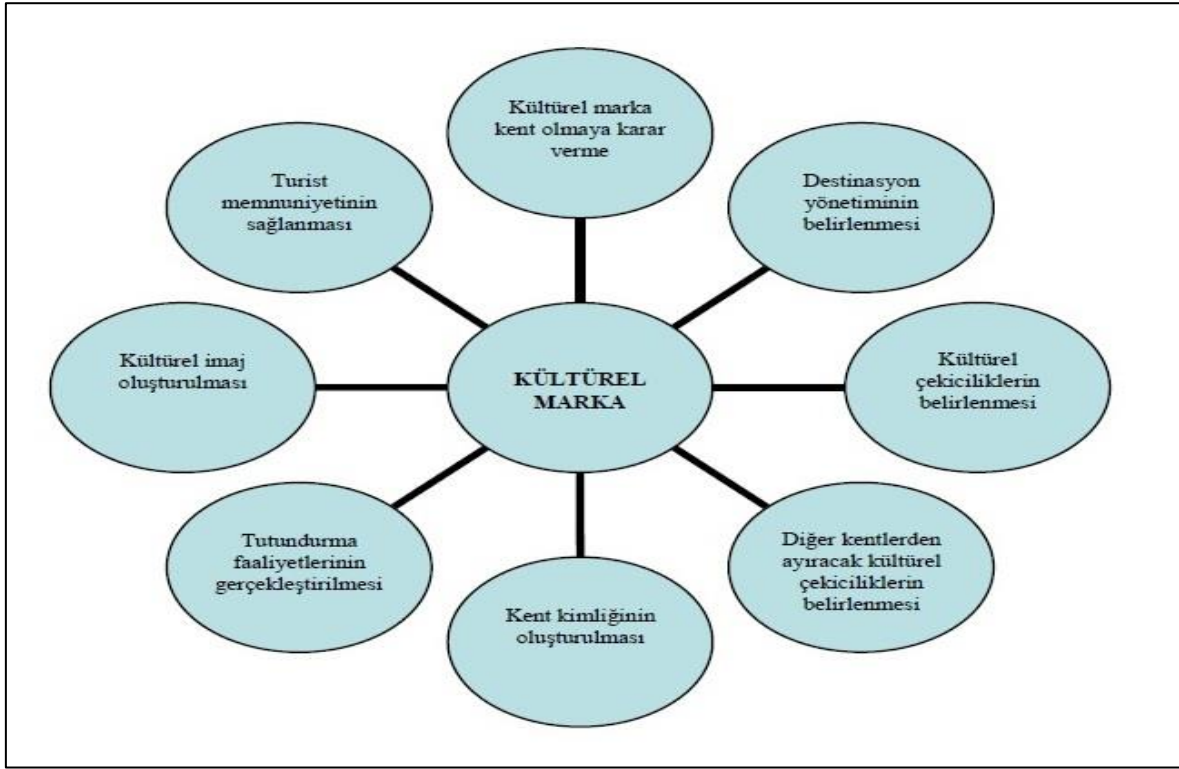 Kültürel marka
kent olmaya karar
verme
Destinasyon
yönetiminin
belirlenmesi
Kültürel
çekiciliklerin
belirlenmesi
Diğer kentlerden
ayıracak kültürel
çekiciliklerin
belirlenmesi
Kent kimliğinin
oluşturulması
Tutundurma
faaliyetlerinin
gerçekleştirilmesi
Kültürel imaj
oluşturulması
Turist
memnuniyetinin
sağlanması
KÜLTÜREL
MARKA